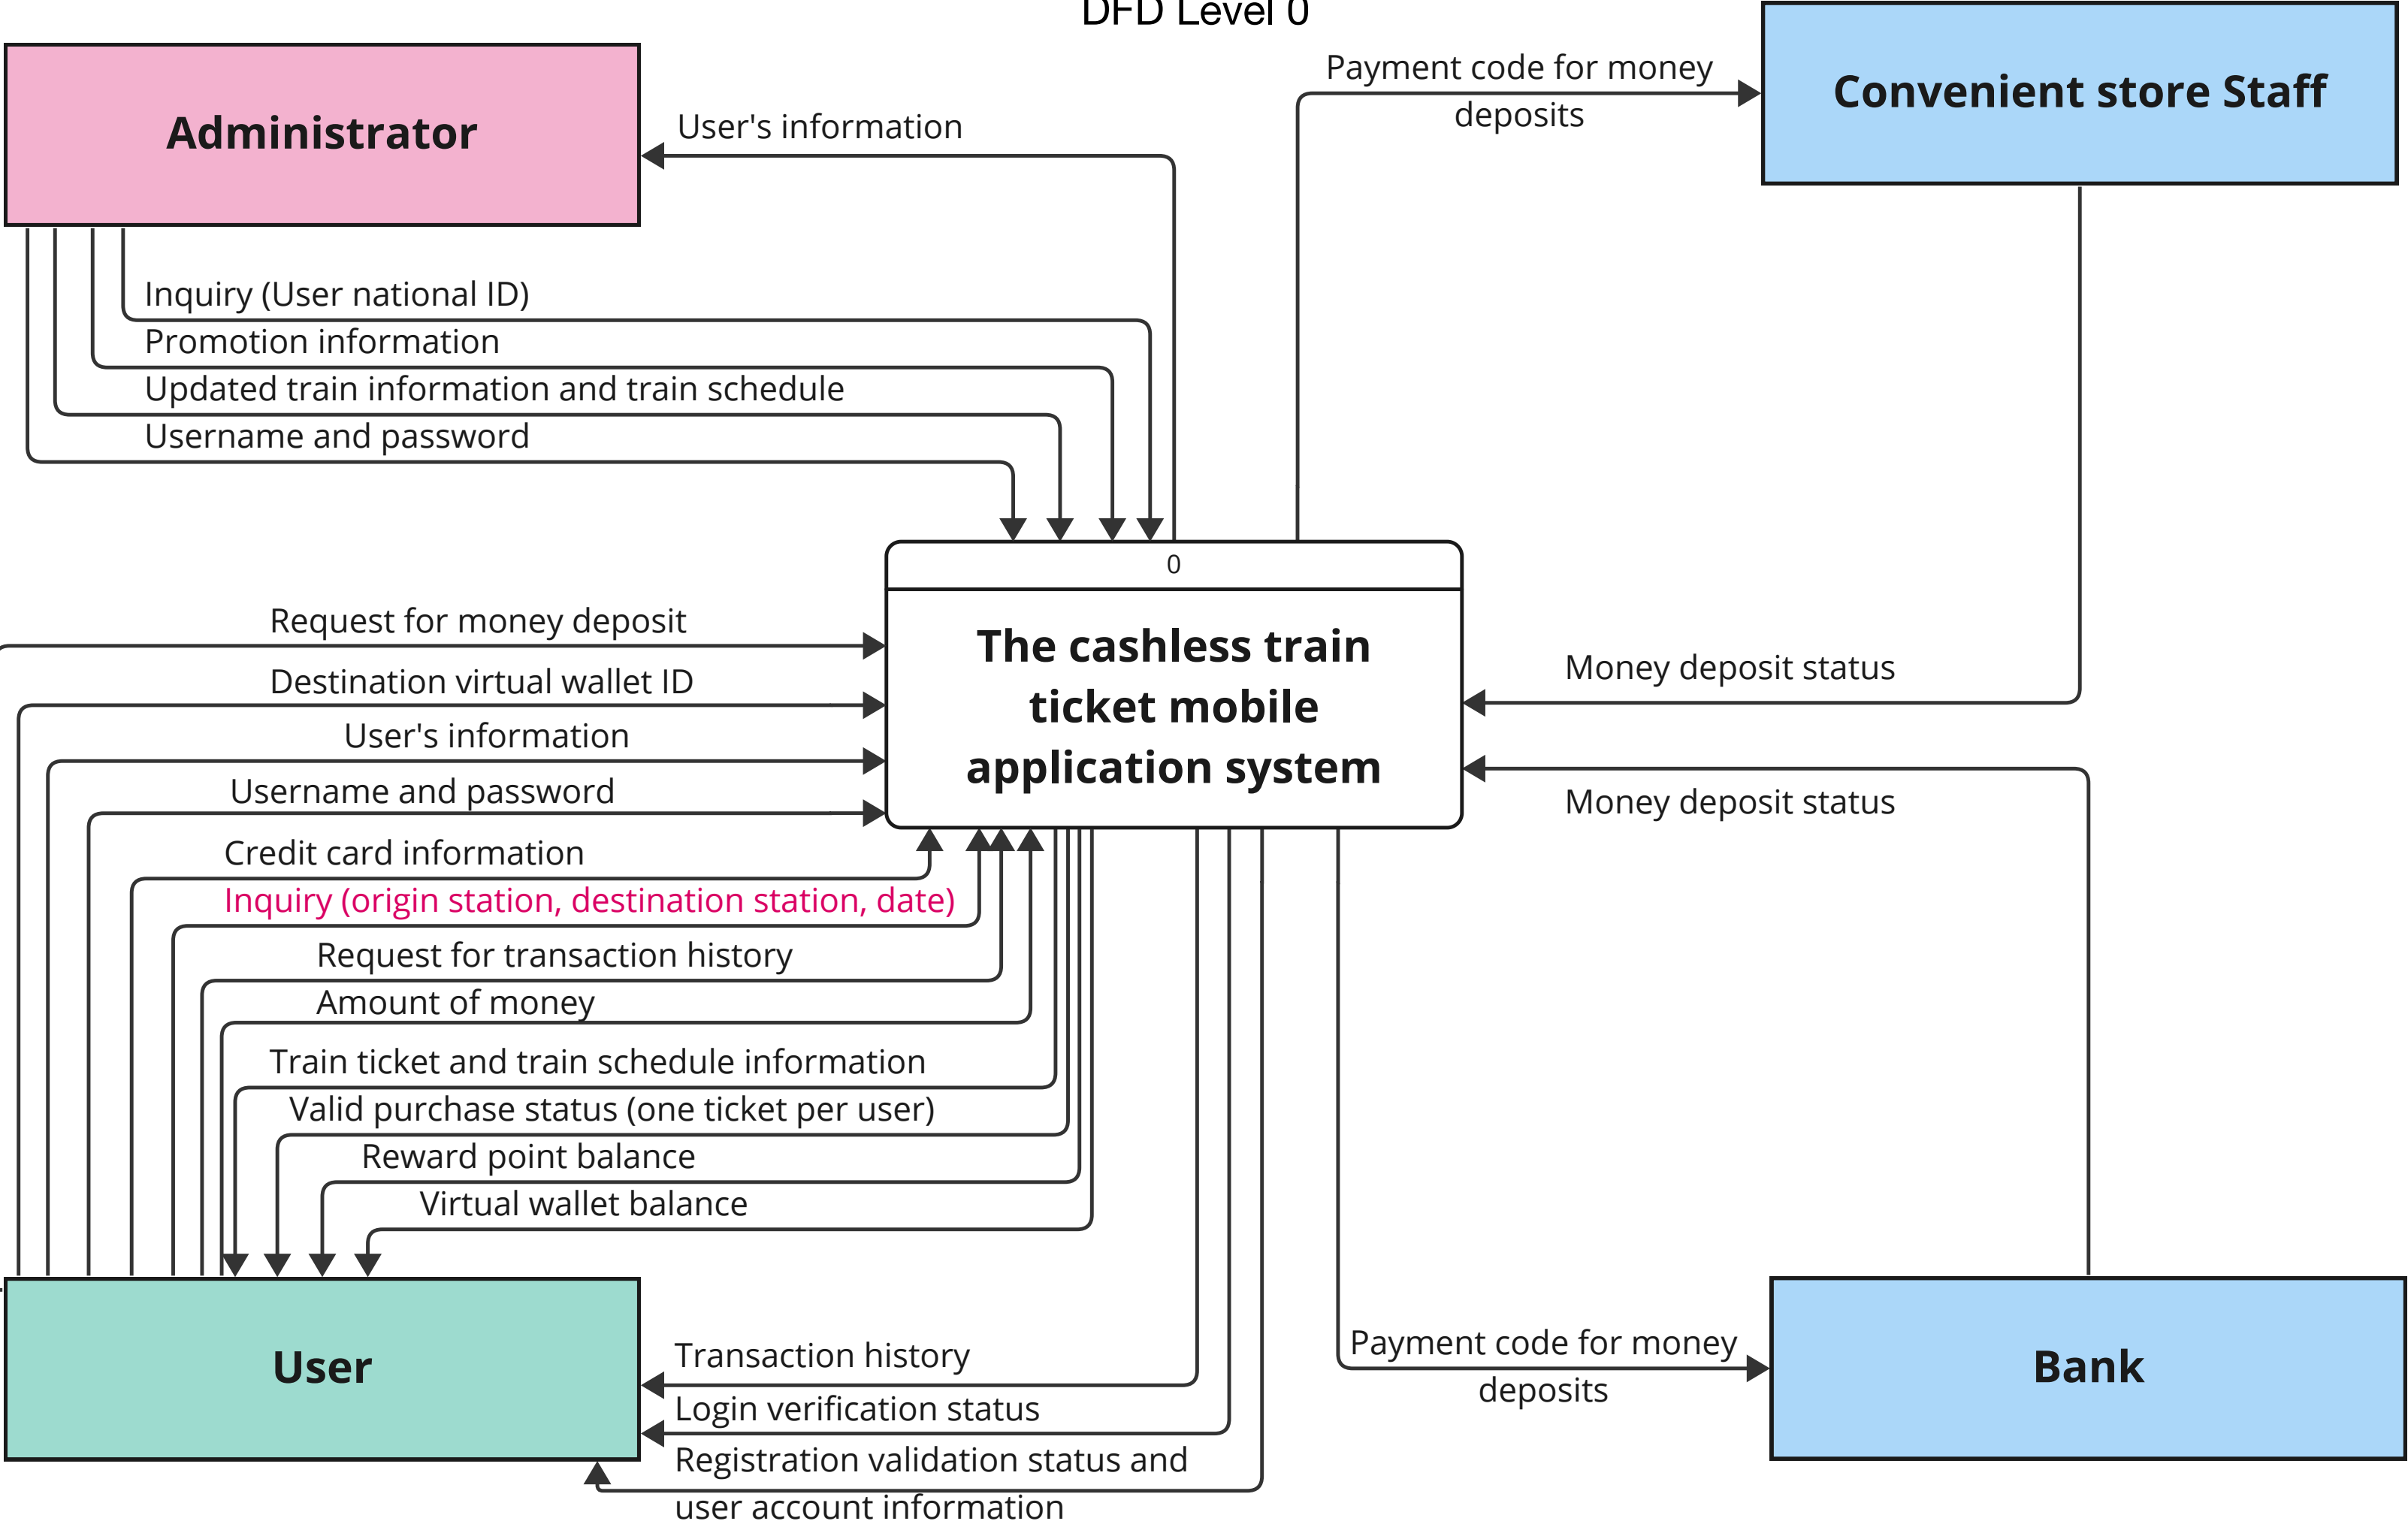 DFD Level 0
Administrator
User's information
Payment code for money
deposits
Convenient store Staff
Inquiry (User national ID)
Promotion information
Updated train information and train schedule
Username and password
0
The cashless train
ticket mobile
application system
Request for money deposit
Destination virtual wallet ID
User's information
Username and password
Money deposit status
Money deposit status
Credit card information
Inquiry (origin station, destination station, date)
Request for transaction history
Amount of money
Train ticket and train schedule information
Valid purchase status (one ticket per user)
Reward point balance
Virtual wallet balance
User
Transaction history
Login verification status
Registration validation status and
user account information
Payment code for money
deposits
Bank